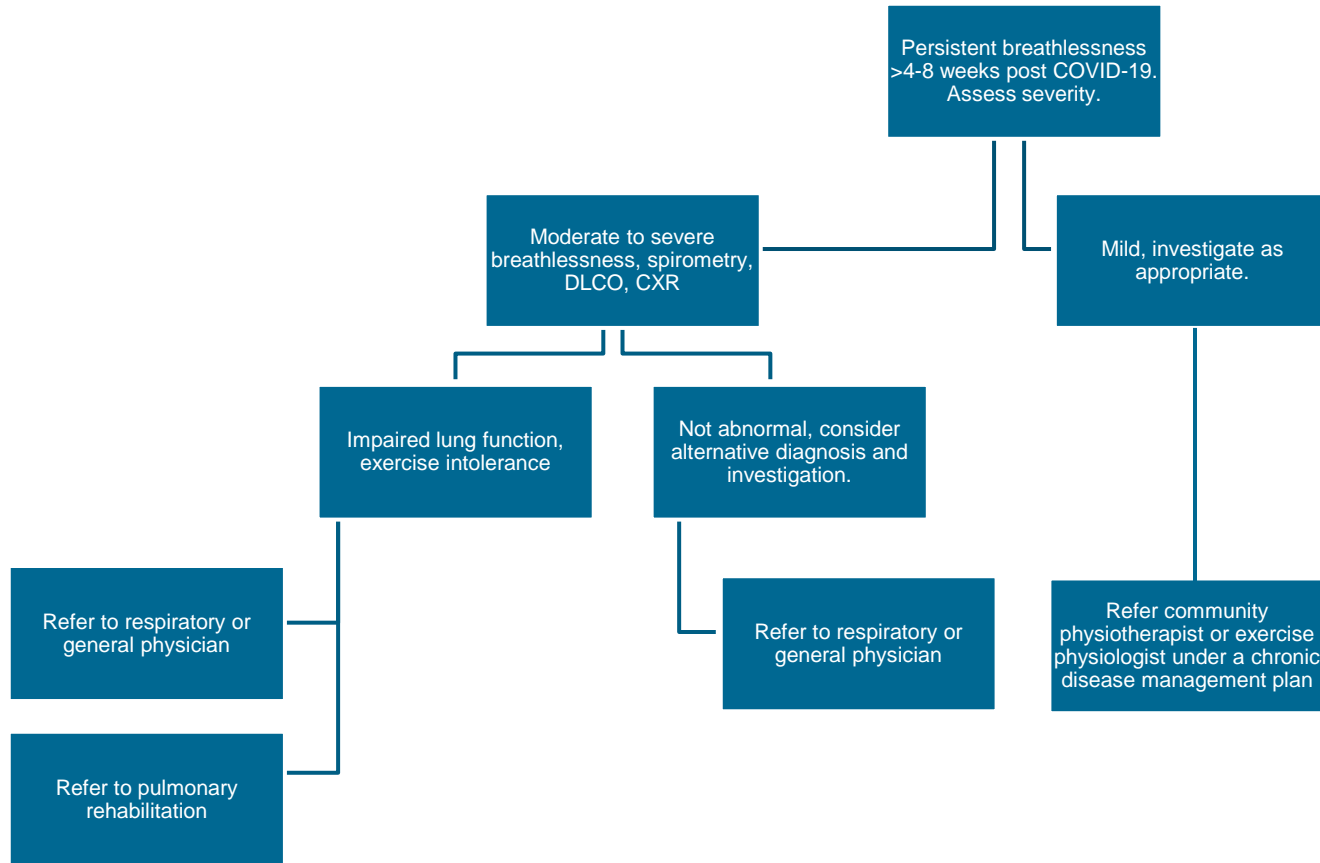 Persistent breathlessness
>4-8 weeks post COVID-19.
Assess severity.
Moderate to severe
breathlessness, spirometry,
DLCO, CXR
Mild, investigate as
appropriate.
Impaired lung function,
exercise intolerance
Not abnormal, consider
alternative diagnosis and
investigation.
Refer to respiratory or
general physician
Refer to respiratory or
general physician
Refer community
physiotherapist or exercise
physiologist under a chronic
disease management plan
Refer to pulmonary
rehabilitation